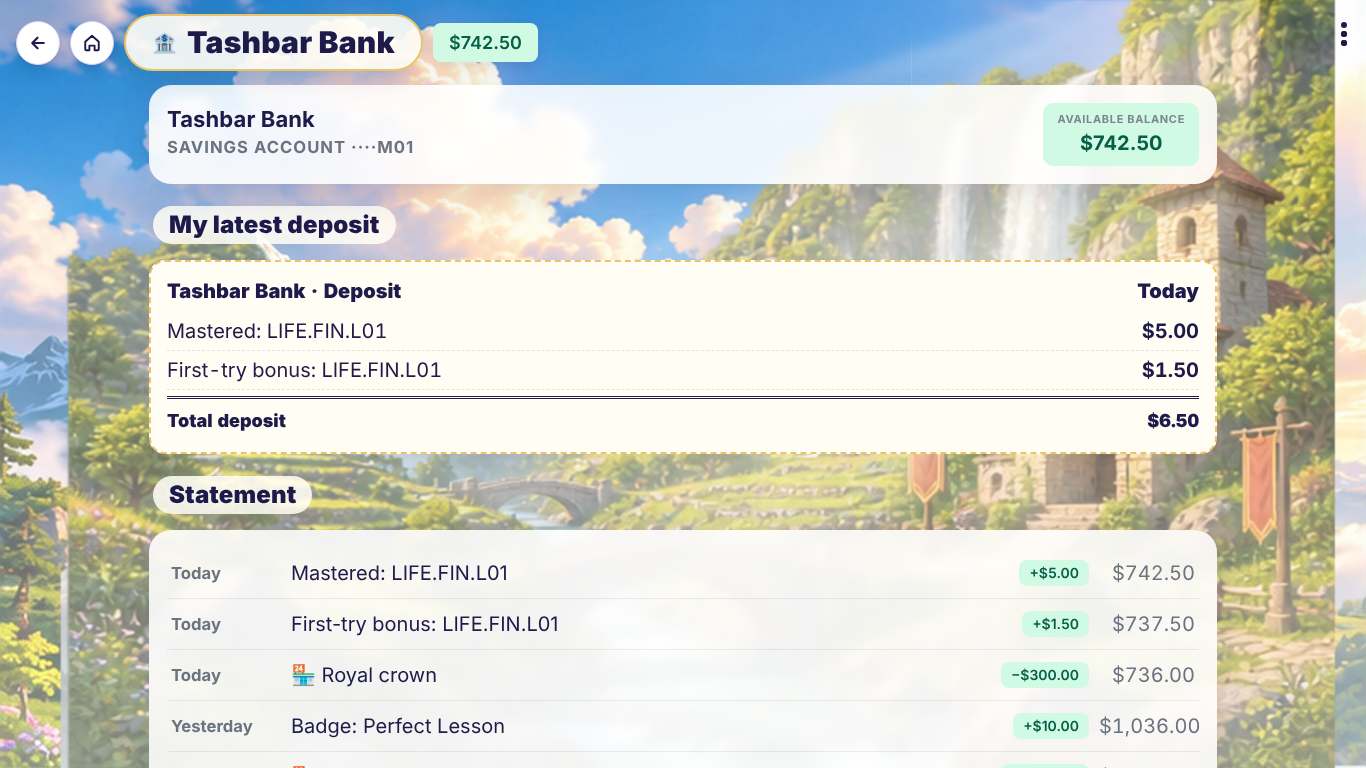 Tashbar Bank
$742.50
Tashbar Bank
SAVINGS ACCOUNT ····M01
AVAILABLE BALANCE
$742.50
My latest deposit
Tashbar Bank · Deposit Today
Mastered: LIFE.FIN.L01 $5.00
First-try bonus: LIFE.FIN.L01 $1.50
Total deposit $6.50
Statement
Today Mastered: LIFE.FIN.L01 +$5.00 $742.50
Today First-try bonus: LIFE.FIN.L01 +$1.50 $737.50
Today Royal crown −$300.00 $736.00
Yesterday Badge: Perfect Lesson +$10.00 $1,036.00